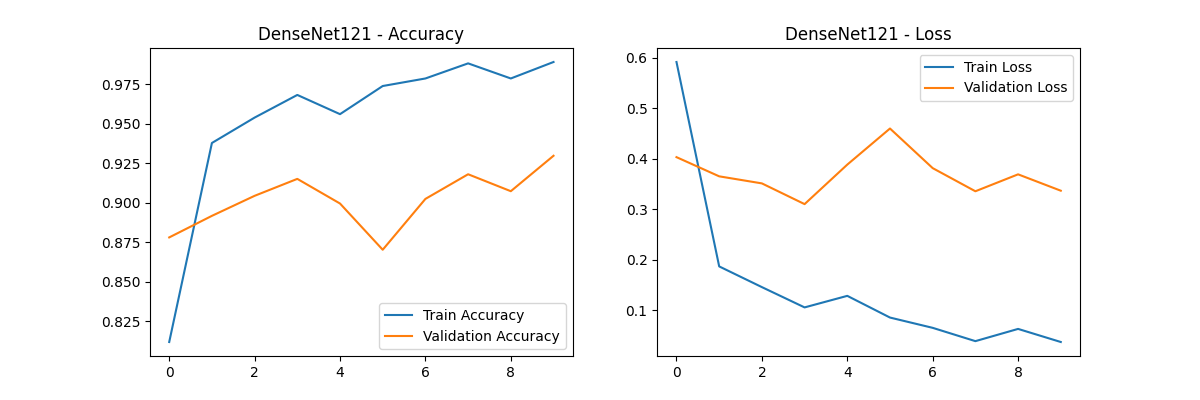 DenseNet121 - Accuracy
0.975
0.950
0.925
0.900
0.875
0.850
0.825
0 2 4 6 8
Train Accuracy
Validation Accuracy
DenseNet121 - Loss
0.6
0.5
0.4
0.3
0.2
0.1
0 2 4 6 8
Train Loss
Validation Loss